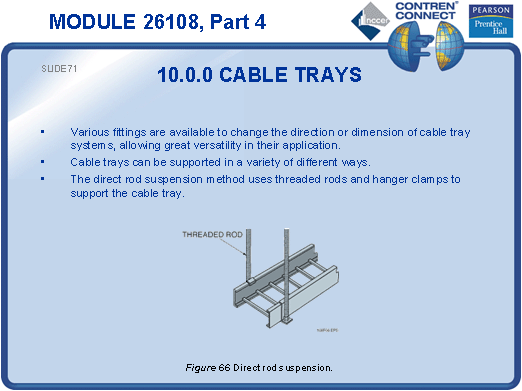 MODULE 26108, Part 4
nccer
CONTREN®
CONNECT
PEARSON
Prentice
Hall
SLIDE 71
10.0.0 CABLE TRAYS
• Various fittings are available to change the direction or dimension of cable tray
systems, allowing great versatility in their application.
• Cable trays can be supported in a variety of different ways.
• The direct rod suspension method uses threaded rods and hanger clamps to
support the cable tray.
THREADED ROD
Figure 66 Direct rod suspension.